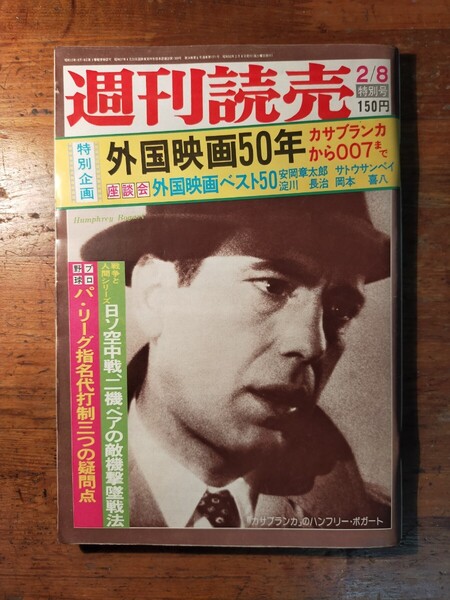 週刊読売
2/8
特別号
150円
特別企画
外国映画50年
カサブランカ
から007まで
座談会
外国映画ベスト50
安岡章太郎 サトウサンペイ
淀川 長治 岡本 喜八
Humphrey Bogart
戦争と
人間シリーズ
日ソ空中戦、二機ペアの敵機撃墜戦法
プロ
野球
パ・リーグ指名代打制三つの疑問点
「カサブランカ」のハンフリー・ボガート